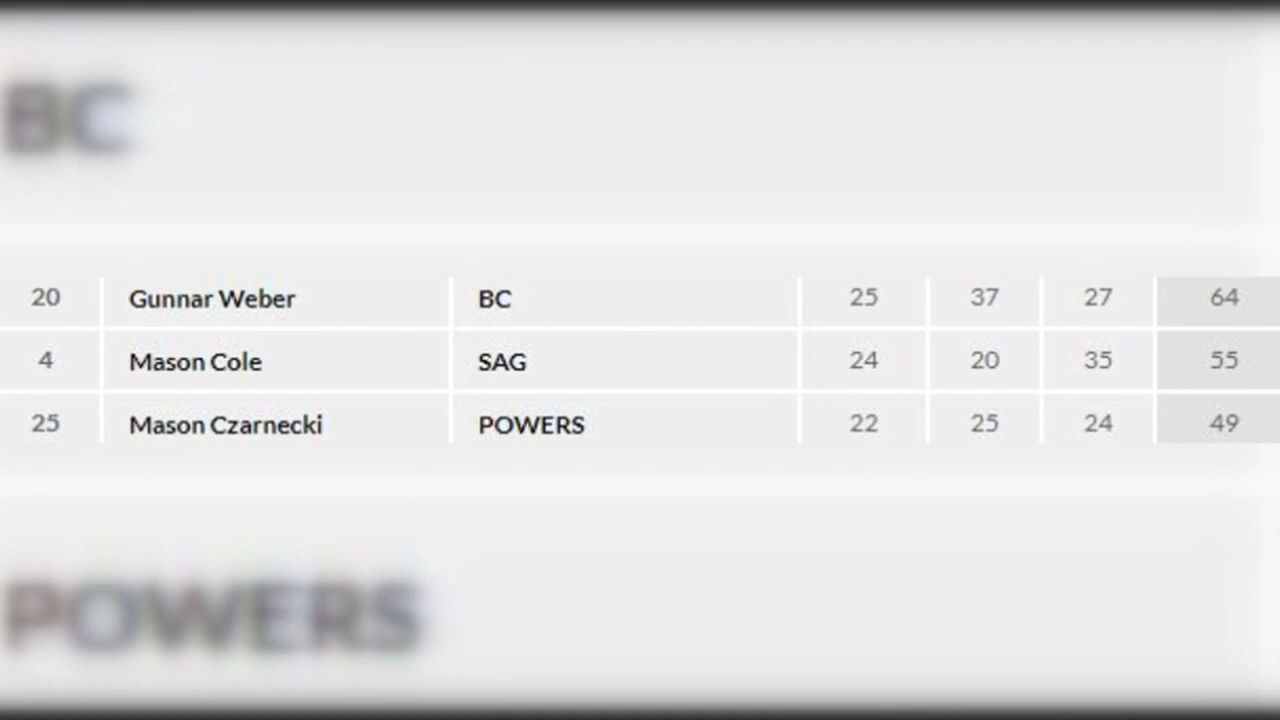 BC
20 Gunnar Weber BC 25 37 27 64
4 Mason Cole SAG 24 20 35 55
25 Mason Czarnecki POWERS 22 25 24 49
POWERS